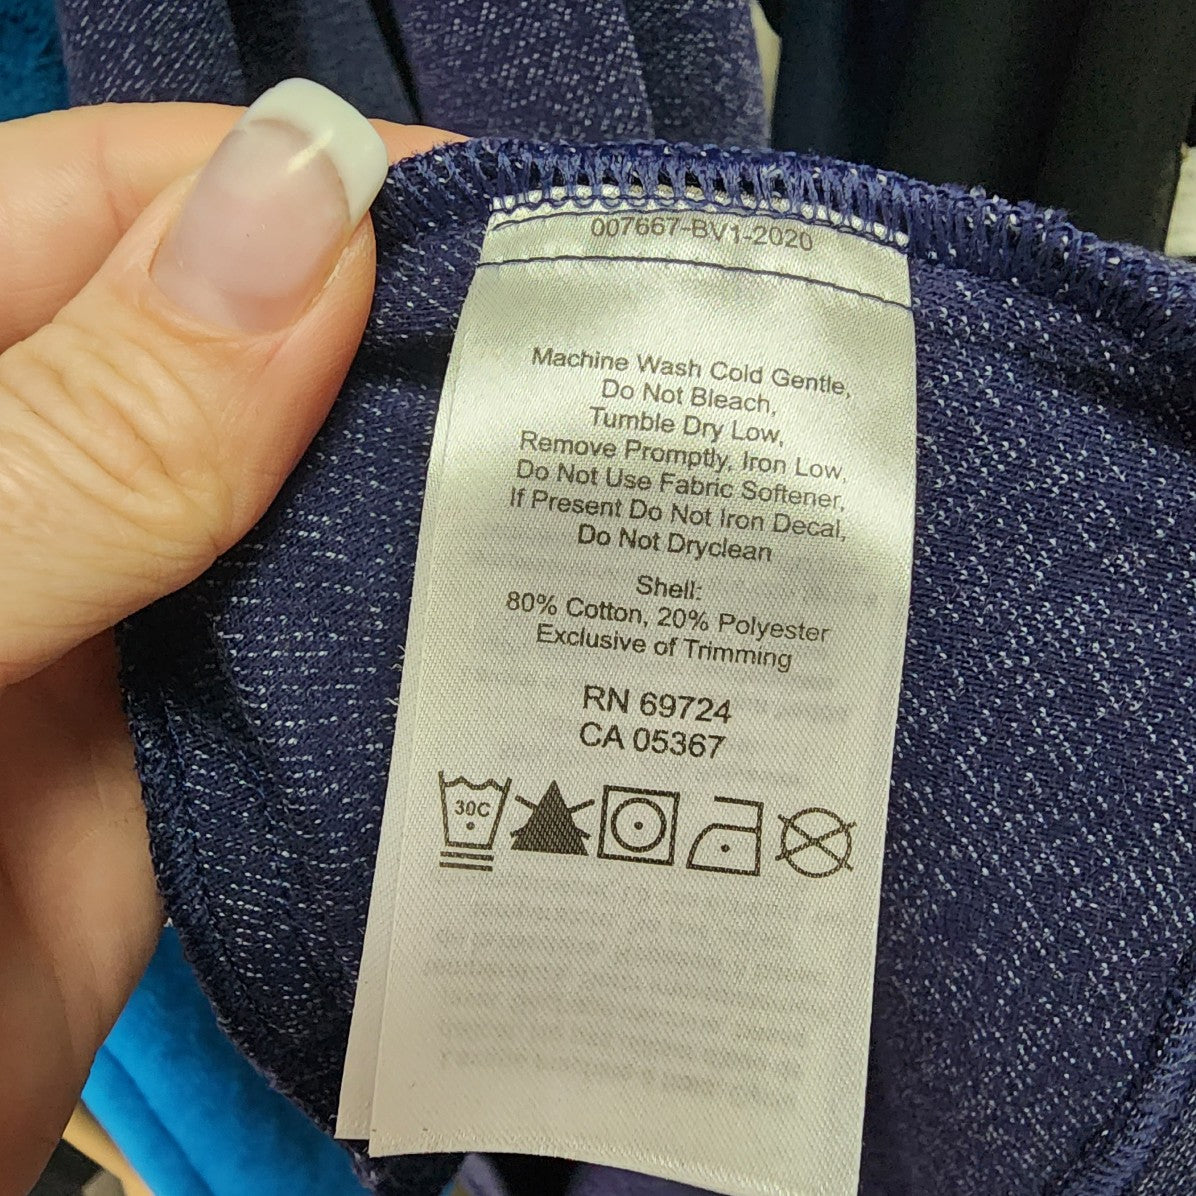 007667-BV1-2020
Machine Wash Cold Gentle,
Do Not Bleach,
Tumble Dry Low,
Remove Promptly, Iron Low,
Do Not Use Fabric Softener,
If Present Do Not Iron Decal,
Do Not Dryclean
Shell:
80% Cotton, 20% Polyester
Exclusive of Trimming
RN 69724
CA 05367
30C